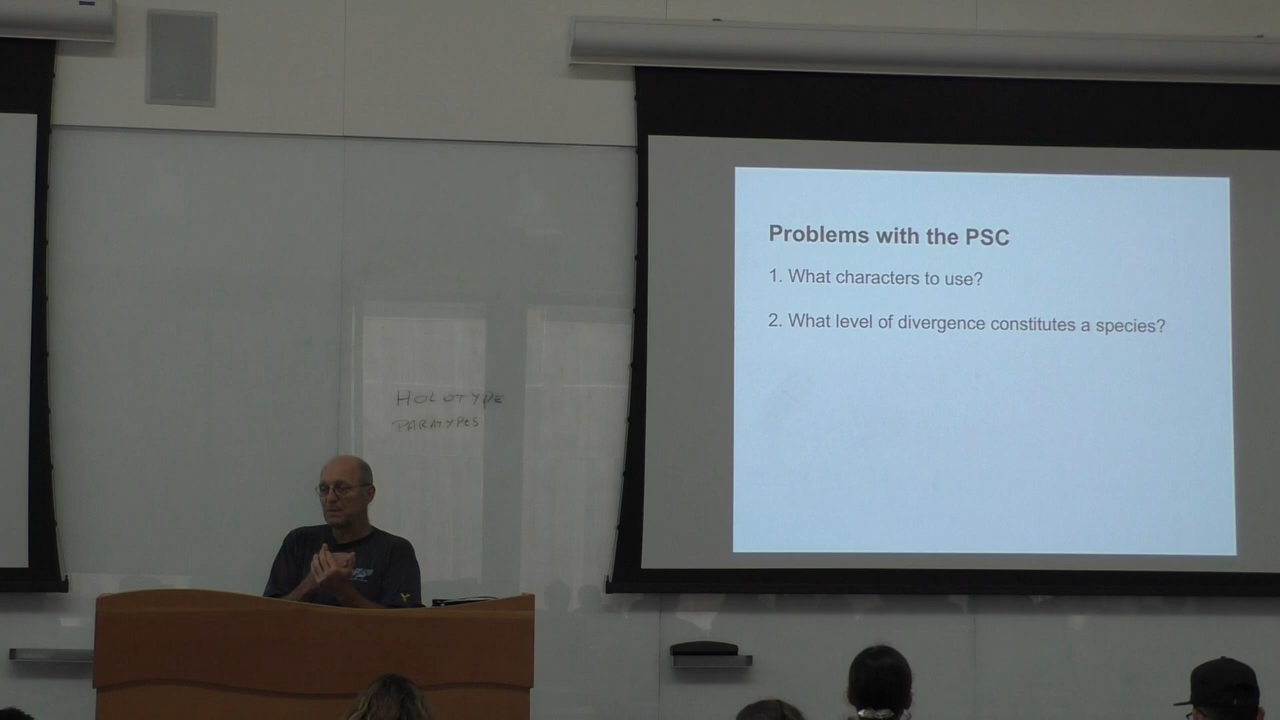 HOLOTYPE
PARATYPES
Problems with the PSC
1. What characters to use?
2. What level of divergence constitutes a species?